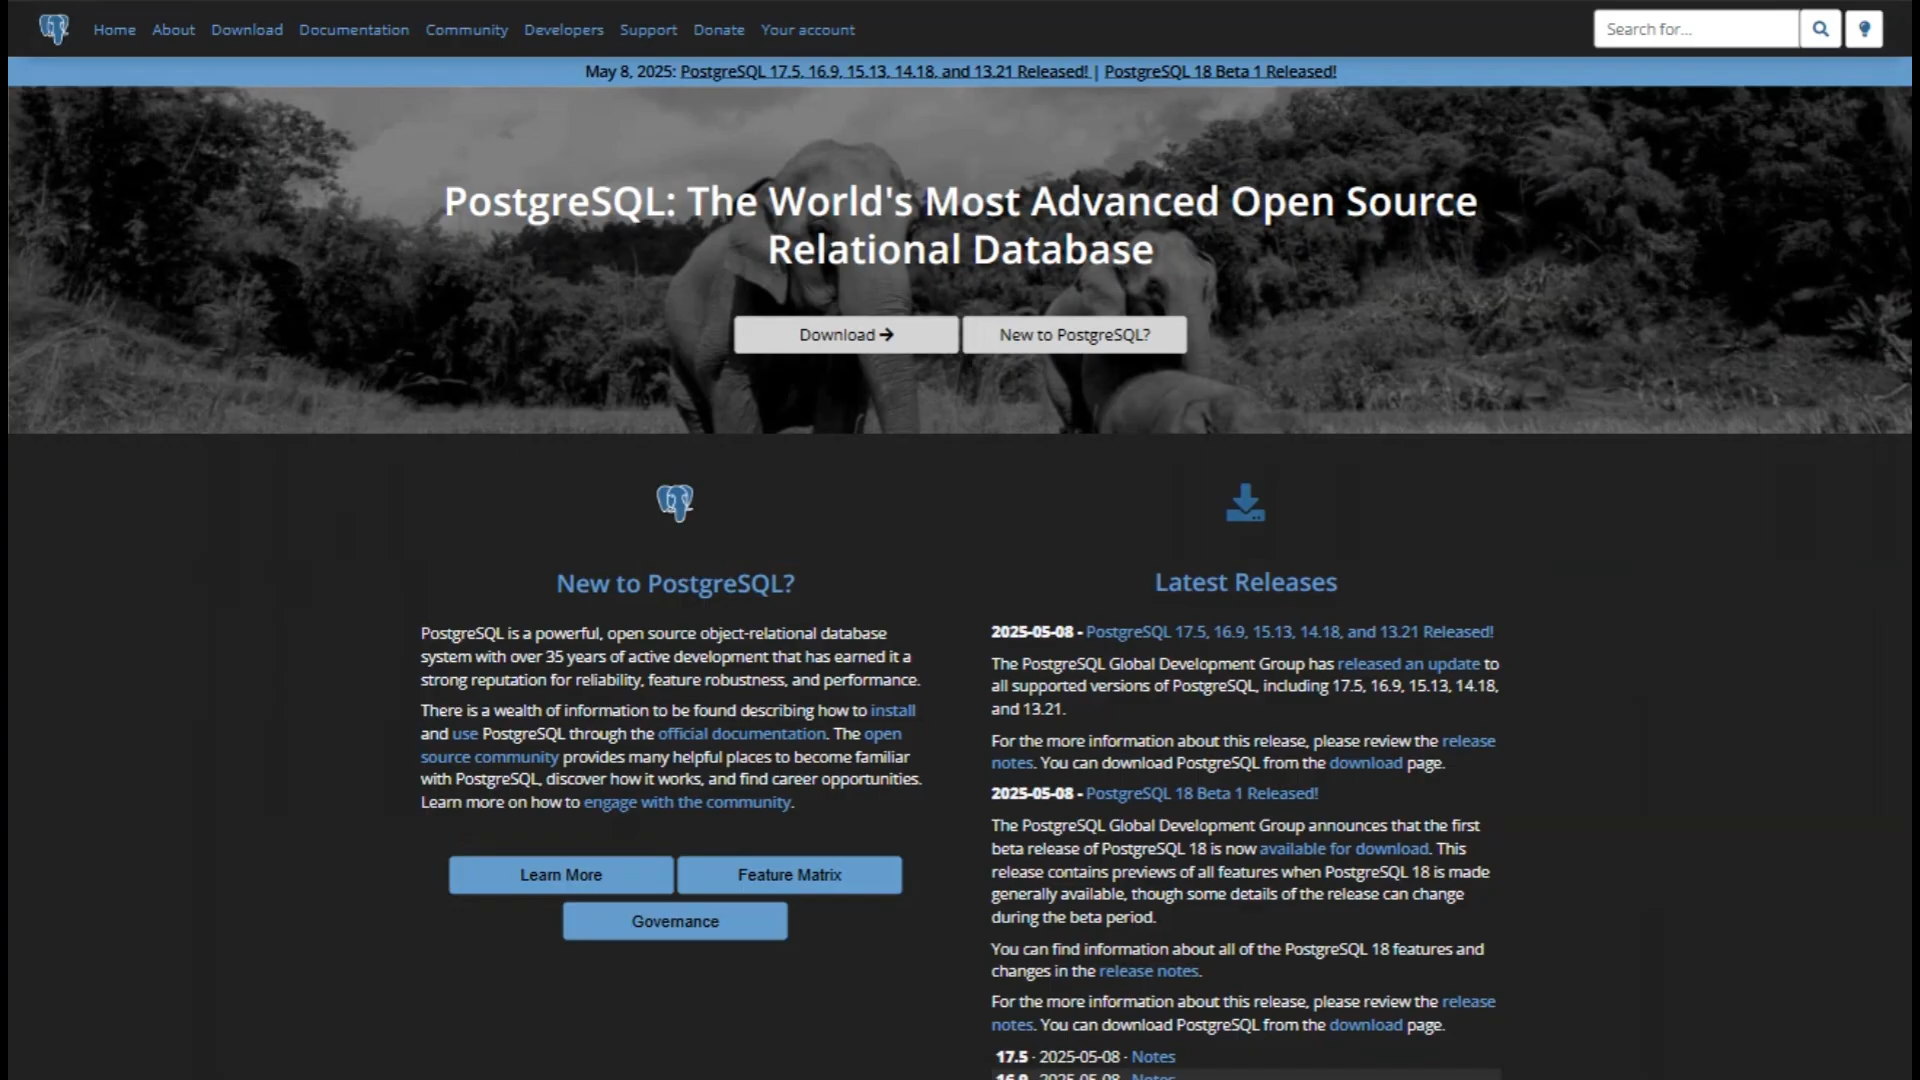 Home About Download Documentation Community Developers Support Donate Your account
Search for...
May 8, 2025: PostgreSQL 17.5, 16.9, 15.13, 14.18, and 13.21 Released! | PostgreSQL 18 Beta 1 Released!
PostgreSQL: The World's Most Advanced Open Source
Relational Database
Download
New to PostgreSQL?
New to PostgreSQL?
PostgreSQL is a powerful, open source object-relational database
system with over 35 years of active development that has earned it a
strong reputation for reliability, feature robustness, and performance.
There is a wealth of information to be found describing how to install
and use PostgreSQL through the official documentation. The open
source community provides many helpful places to become familiar
with PostgreSQL, discover how it works, and find career opportunities.
Learn more on how to engage with the community.
Learn More
Feature Matrix
Governance
Latest Releases
2025-05-08 - PostgreSQL 17.5, 16.9, 15.13, 14.18, and 13.21 Released!
The PostgreSQL Global Development Group has released an update to
all supported versions of PostgreSQL, including 17.5, 16.9, 15.13, 14.18,
and 13.21.
For the more information about this release, please review the release
notes. You can download PostgreSQL from the download page.
2025-05-08 - PostgreSQL 18 Beta 1 Released!
The PostgreSQL Global Development Group announces that the first
beta release of PostgreSQL 18 is now available for download. This
release contains previews of all features when PostgreSQL 18 is made
generally available, though some details of the release can change
during the beta period.
You can find information about all of the PostgreSQL 18 features and
changes in the release notes.
For the more information about this release, please review the release
notes. You can download PostgreSQL from the download page.
17.5 · 2025-05-08 · Notes
16.9 · 2025-05-08 · Notes